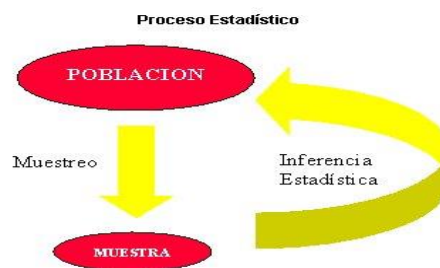 Proceso Estadístico
POBLACION
Muestreo
Inferencia
Estadística
MUESTRA